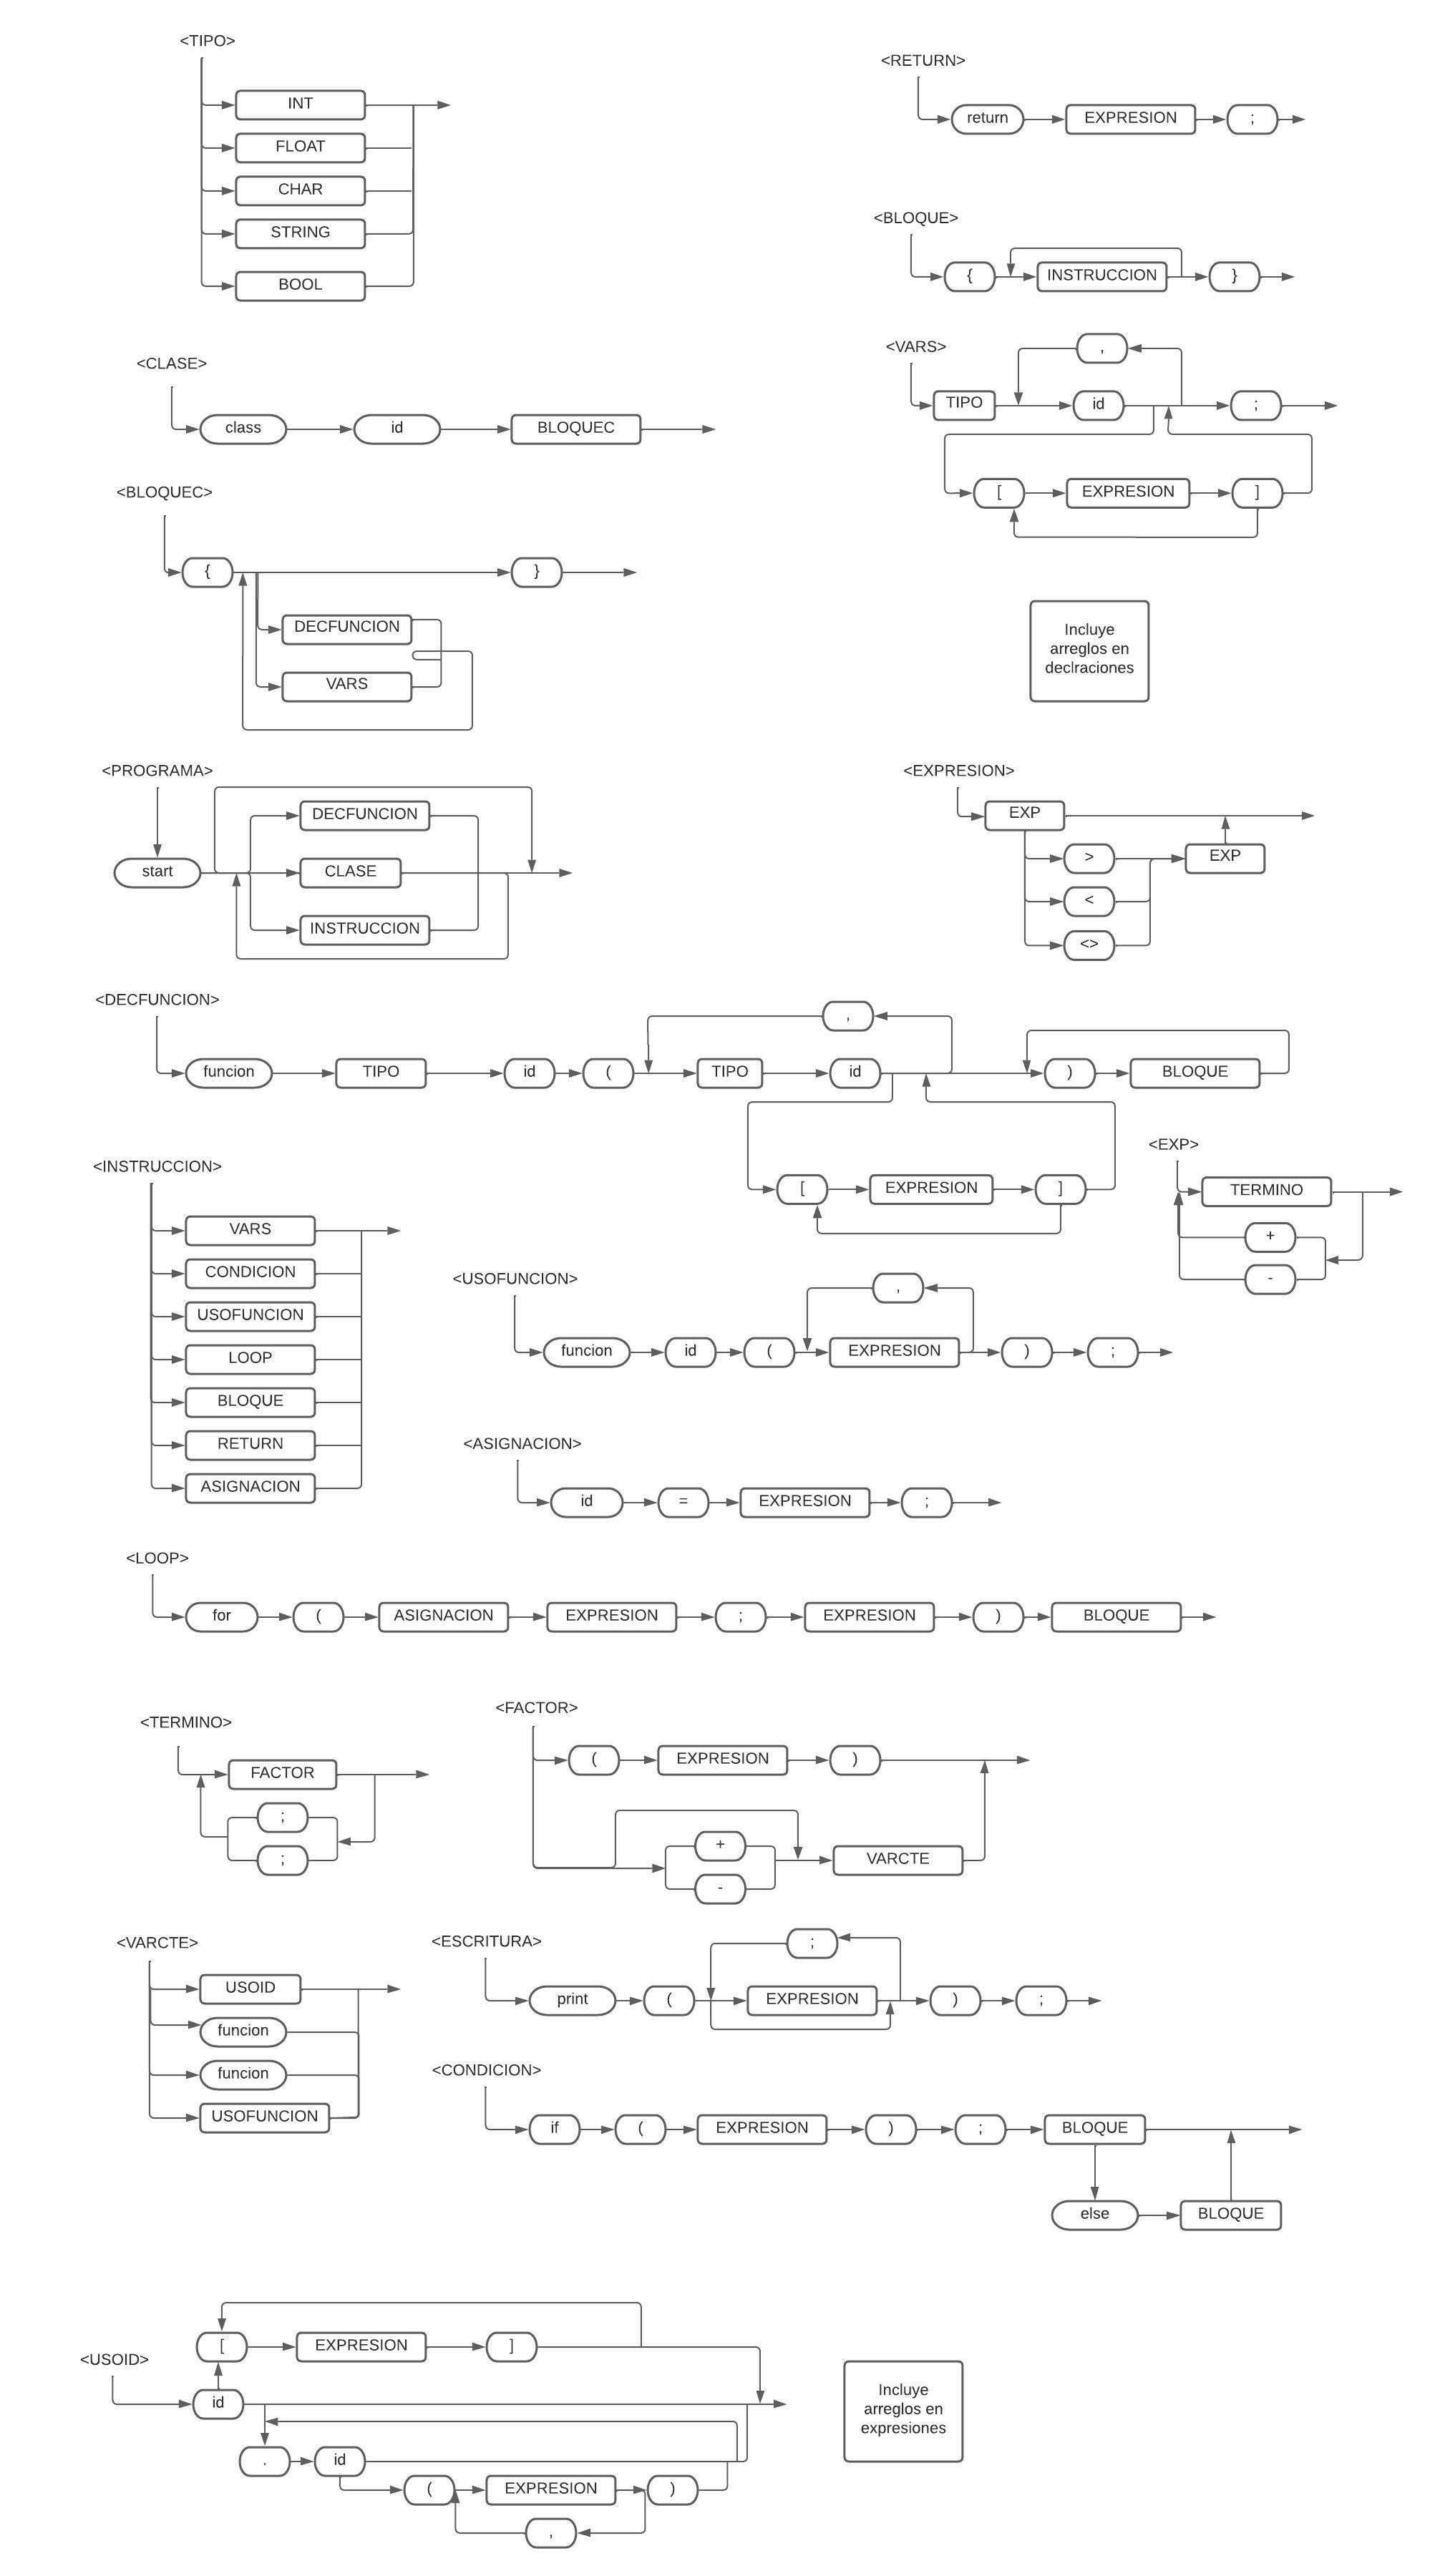 <TIPO>
INT
FLOAT
CHAR
STRING
BOOL
<RETURN>
return EXPRESION ;
<BLOQUE>
{ INSTRUCCION }
<CLASE>
class id BLOQUEC
<VARS>
,
TIPO id ;
[ EXPRESION ]
<BLOQUEC>
{ }
DECFUNCION
VARS
Incluye
arreglos en
declraciones
<PROGRAMA>
DECFUNCION
start CLASE
INSTRUCCION
<EXPRESION>
EXP
> EXP
<
<>
<DECFUNCION>
,
funcion TIPO id ( TIPO id ) BLOQUE
[ EXPRESION ]
<EXP>
TERMINO
+
-
<INSTRUCCION>
VARS
CONDICION
USOFUNCION
LOOP
BLOQUE
RETURN
ASIGNACION
<USOFUNCION>
,
funcion id ( EXPRESION ) ;
<ASIGNACION>
id = EXPRESION ;
<LOOP>
for ( ASIGNACION EXPRESION ; EXPRESION ) BLOQUE
<TERMINO>
FACTOR
;
;
<FACTOR>
( EXPRESION )
+
-
VARCTE
<VARCTE>
USOID
funcion
funcion
USOFUNCION
<ESCRITURA>
;
print ( EXPRESION ) ;
<CONDICION>
if ( EXPRESION ) ; BLOQUE
else BLOQUE
<USOID>
[ EXPRESION ]
id
. id
( EXPRESION )
,
Incluye
arreglos en
expresiones